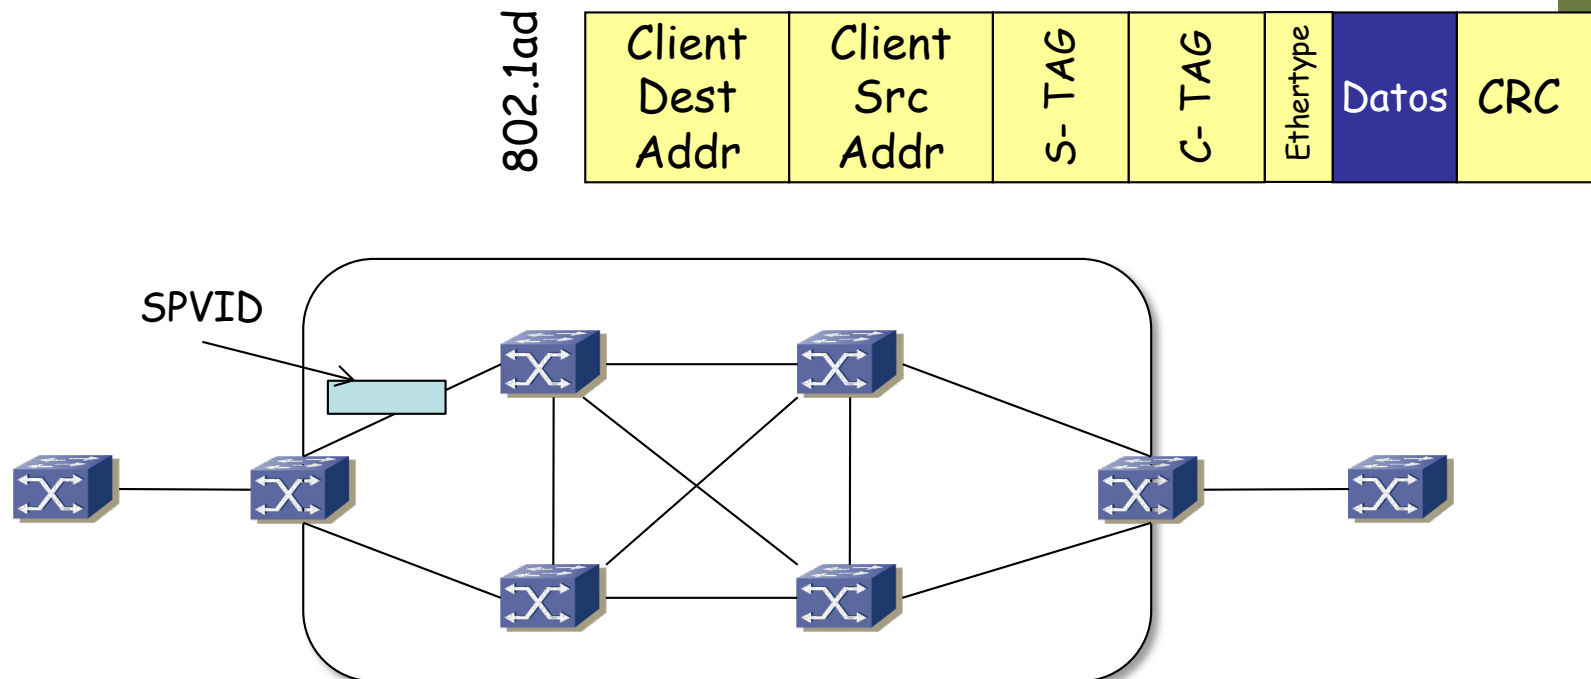 802.1ad
Client
Dest
Addr
Client
Src
Addr
S- TAG
C- TAG
Ethertype
Datos
CRC
SPVID